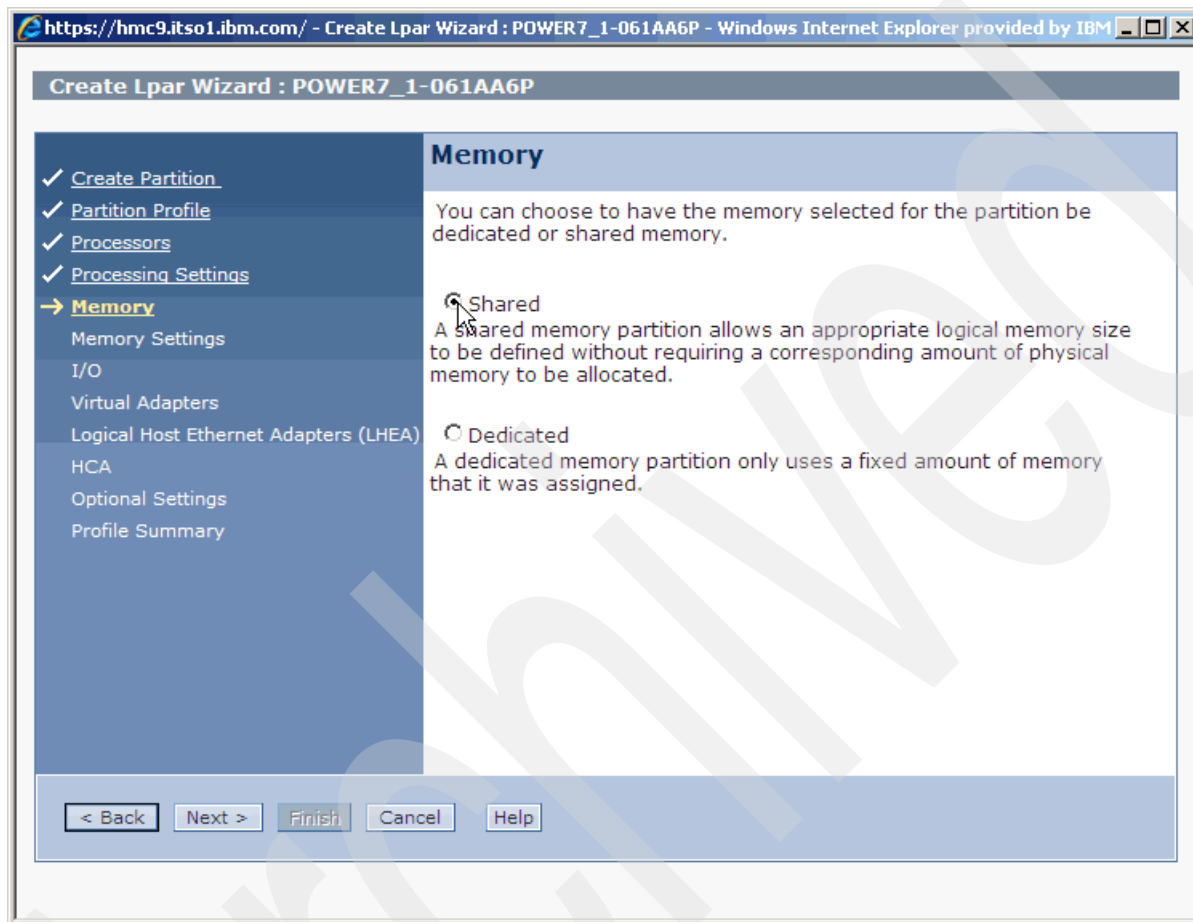 https://hmc9.itso1.ibm.com/ - Create Lpar Wizard : POWER7_1-061AA6P - Windows Internet Explorer provided by IBM
Create Lpar Wizard : POWER7_1-061AA6P
Create Partition
Partition Profile
Processors
Processing Settings
Memory
Memory Settings
I/O
Virtual Adapters
Logical Host Ethernet Adapters (LHEA)
HCA
Optional Settings
Profile Summary
Memory
You can choose to have the memory selected for the partition be
dedicated or shared memory.
Shared
A shared memory partition allows an appropriate logical memory size
to be defined without requiring a corresponding amount of physical
memory to be allocated.
Dedicated
A dedicated memory partition only uses a fixed amount of memory
that it was assigned.
< Back Next > Finish Cancel Help